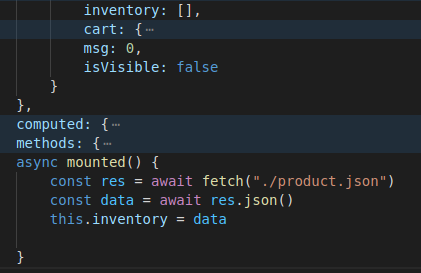 inventory: [],
cart: {⋯
msg: 0,
isVisible: false
}
},
computed: {⋯
methods: {⋯
async mounted() {
const res = await fetch("./product.json")
const data = await res.json()
this.inventory = data
}